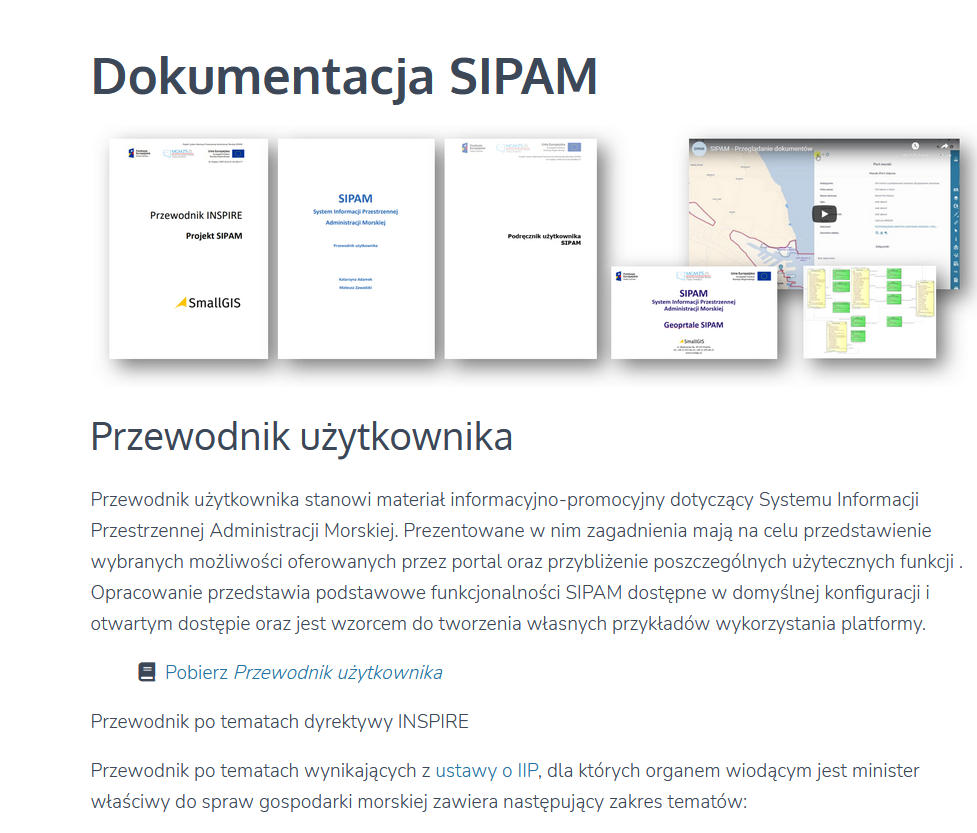 Dokumentacja SIPAM
Przewodnik INSPIRE
Projekt SIPAM
SmallGIS
SIPAM
System Informacji Przestrzennej
Administracji Morskiej
Przewodnik użytkownika
Katarzyna Adamek
Mateusz Zawadzki
Podręcznik użytkownika
SIPAM
SIPAM - Przeglądanie dokumentów
SIPAM
System Informacji Przestrzennej
Administracji Morskiej
Geoportale SIPAM
SmallGIS
Przewodnik użytkownika
Przewodnik użytkownika stanowi materiał informacyjno-promocyjny dotyczący Systemu Informacji
Przestrzennej Administracji Morskiej. Prezentowane w nim zagadnienia mają na celu przedstawienie
wybranych możliwości oferowanych przez portal oraz przybliżenie poszczególnych użytecznych funkcji .
Opracowanie przedstawia podstawowe funkcjonalności SIPAM dostępne w domyślnej konfiguracji i
otwartym dostępie oraz jest wzorcem do tworzenia własnych przykładów wykorzystania platformy.
Pobierz Przewodnik użytkownika
Przewodnik po tematach dyrektywy INSPIRE
Przewodnik po tematach wynikających z ustawy o IIP, dla których organem wiodącym jest minister
właściwy do spraw gospodarki morskiej zawiera następujący zakres tematów: